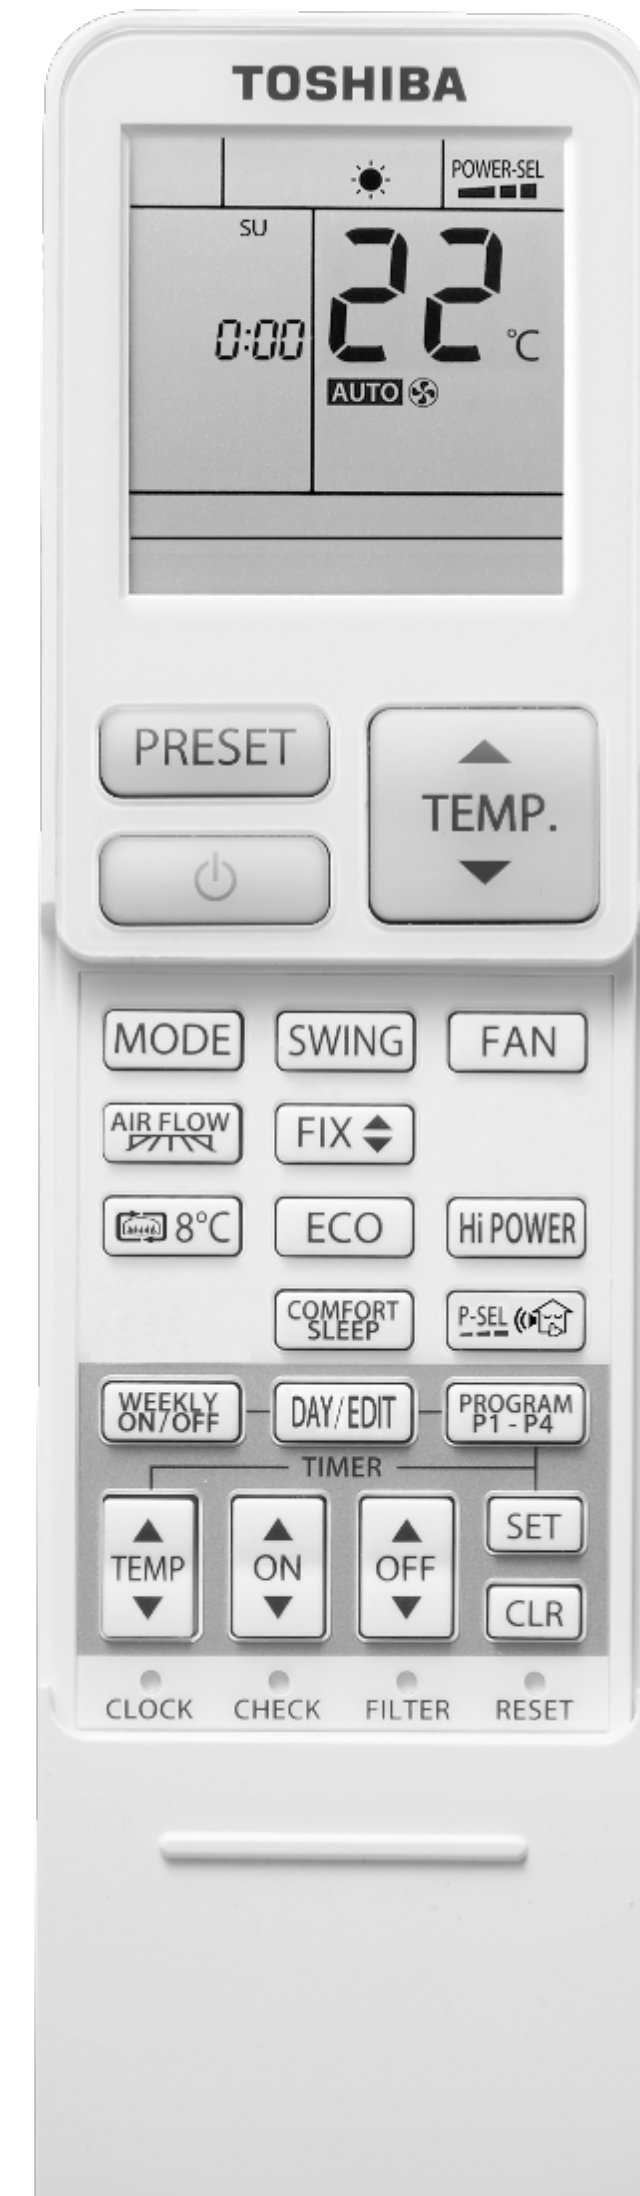 TOSHIBA
POWER-SEL
SU
22
0:00
°C
AUTO
PRESET
TEMP.
MODE SWING FAN
AIR FLOW FIX
8°C ECO Hi POWER
COMFORT
SLEEP
P-SEL
WEEKLY
ON/OFF
DAY/EDIT
PROGRAM
P1 - P4
TIMER
TEMP ON OFF SET
CLR
CLOCK CHECK FILTER RESET